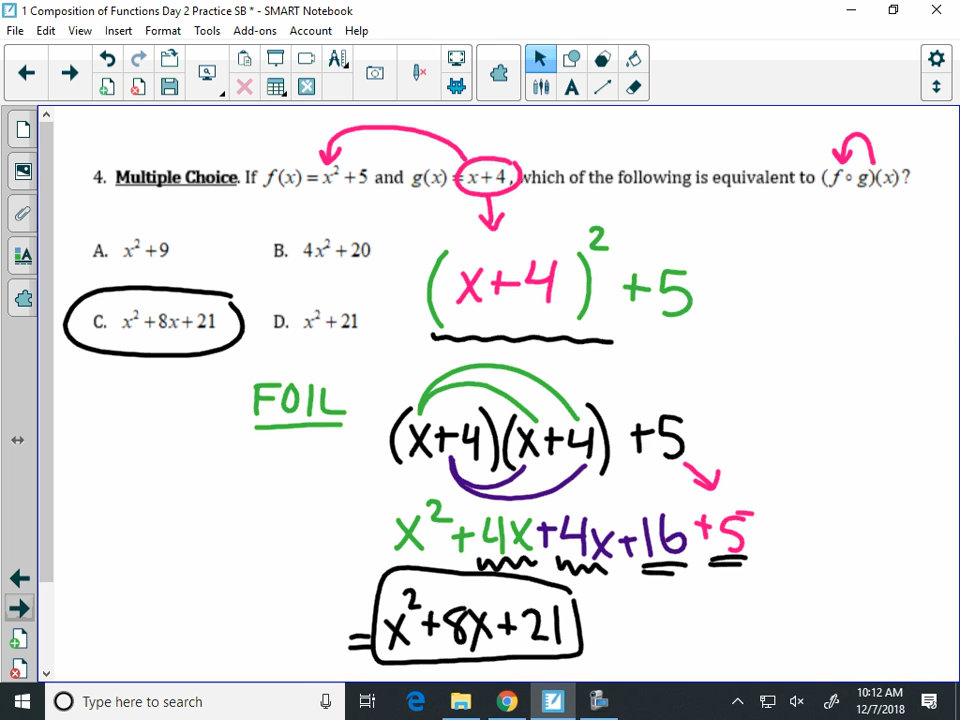 1 Composition of Functions Day 2 Practice SB * - SMART Notebook
File Edit View Insert Format Tools Add-ons Account Help
4. Multiple Choice. If f(x) = x² + 5 and g(x) = x + 4, which of the following is equivalent to (f ∘ g)(x)?
A. x² + 9 B. 4x² + 20
(x+4)² + 5
C. x² + 8x + 21 D. x² + 21
FOIL
(x+4)(x+4) + 5
x² + 4x + 4x + 16 + 5
= x² + 8x + 21
Type here to search
10:12 AM
12/7/2018